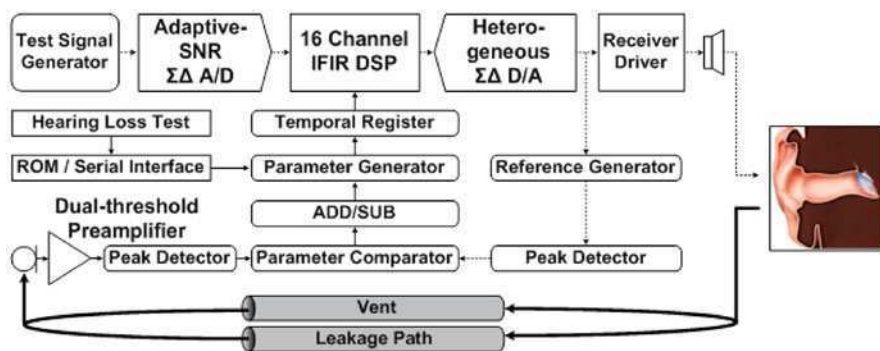 Test Signal
Generator
Adaptive-
SNR
ΣΔ A/D
16 Channel
IFIR DSP
Hetero-
geneous
ΣΔ D/A
Receiver
Driver
Hearing Loss Test
Temporal Register
ROM / Serial Interface
Parameter Generator
Reference Generator
Dual-threshold
Preamplifier
ADD/SUB
Peak Detector
Parameter Comparator
Peak Detector
Vent
Leakage Path